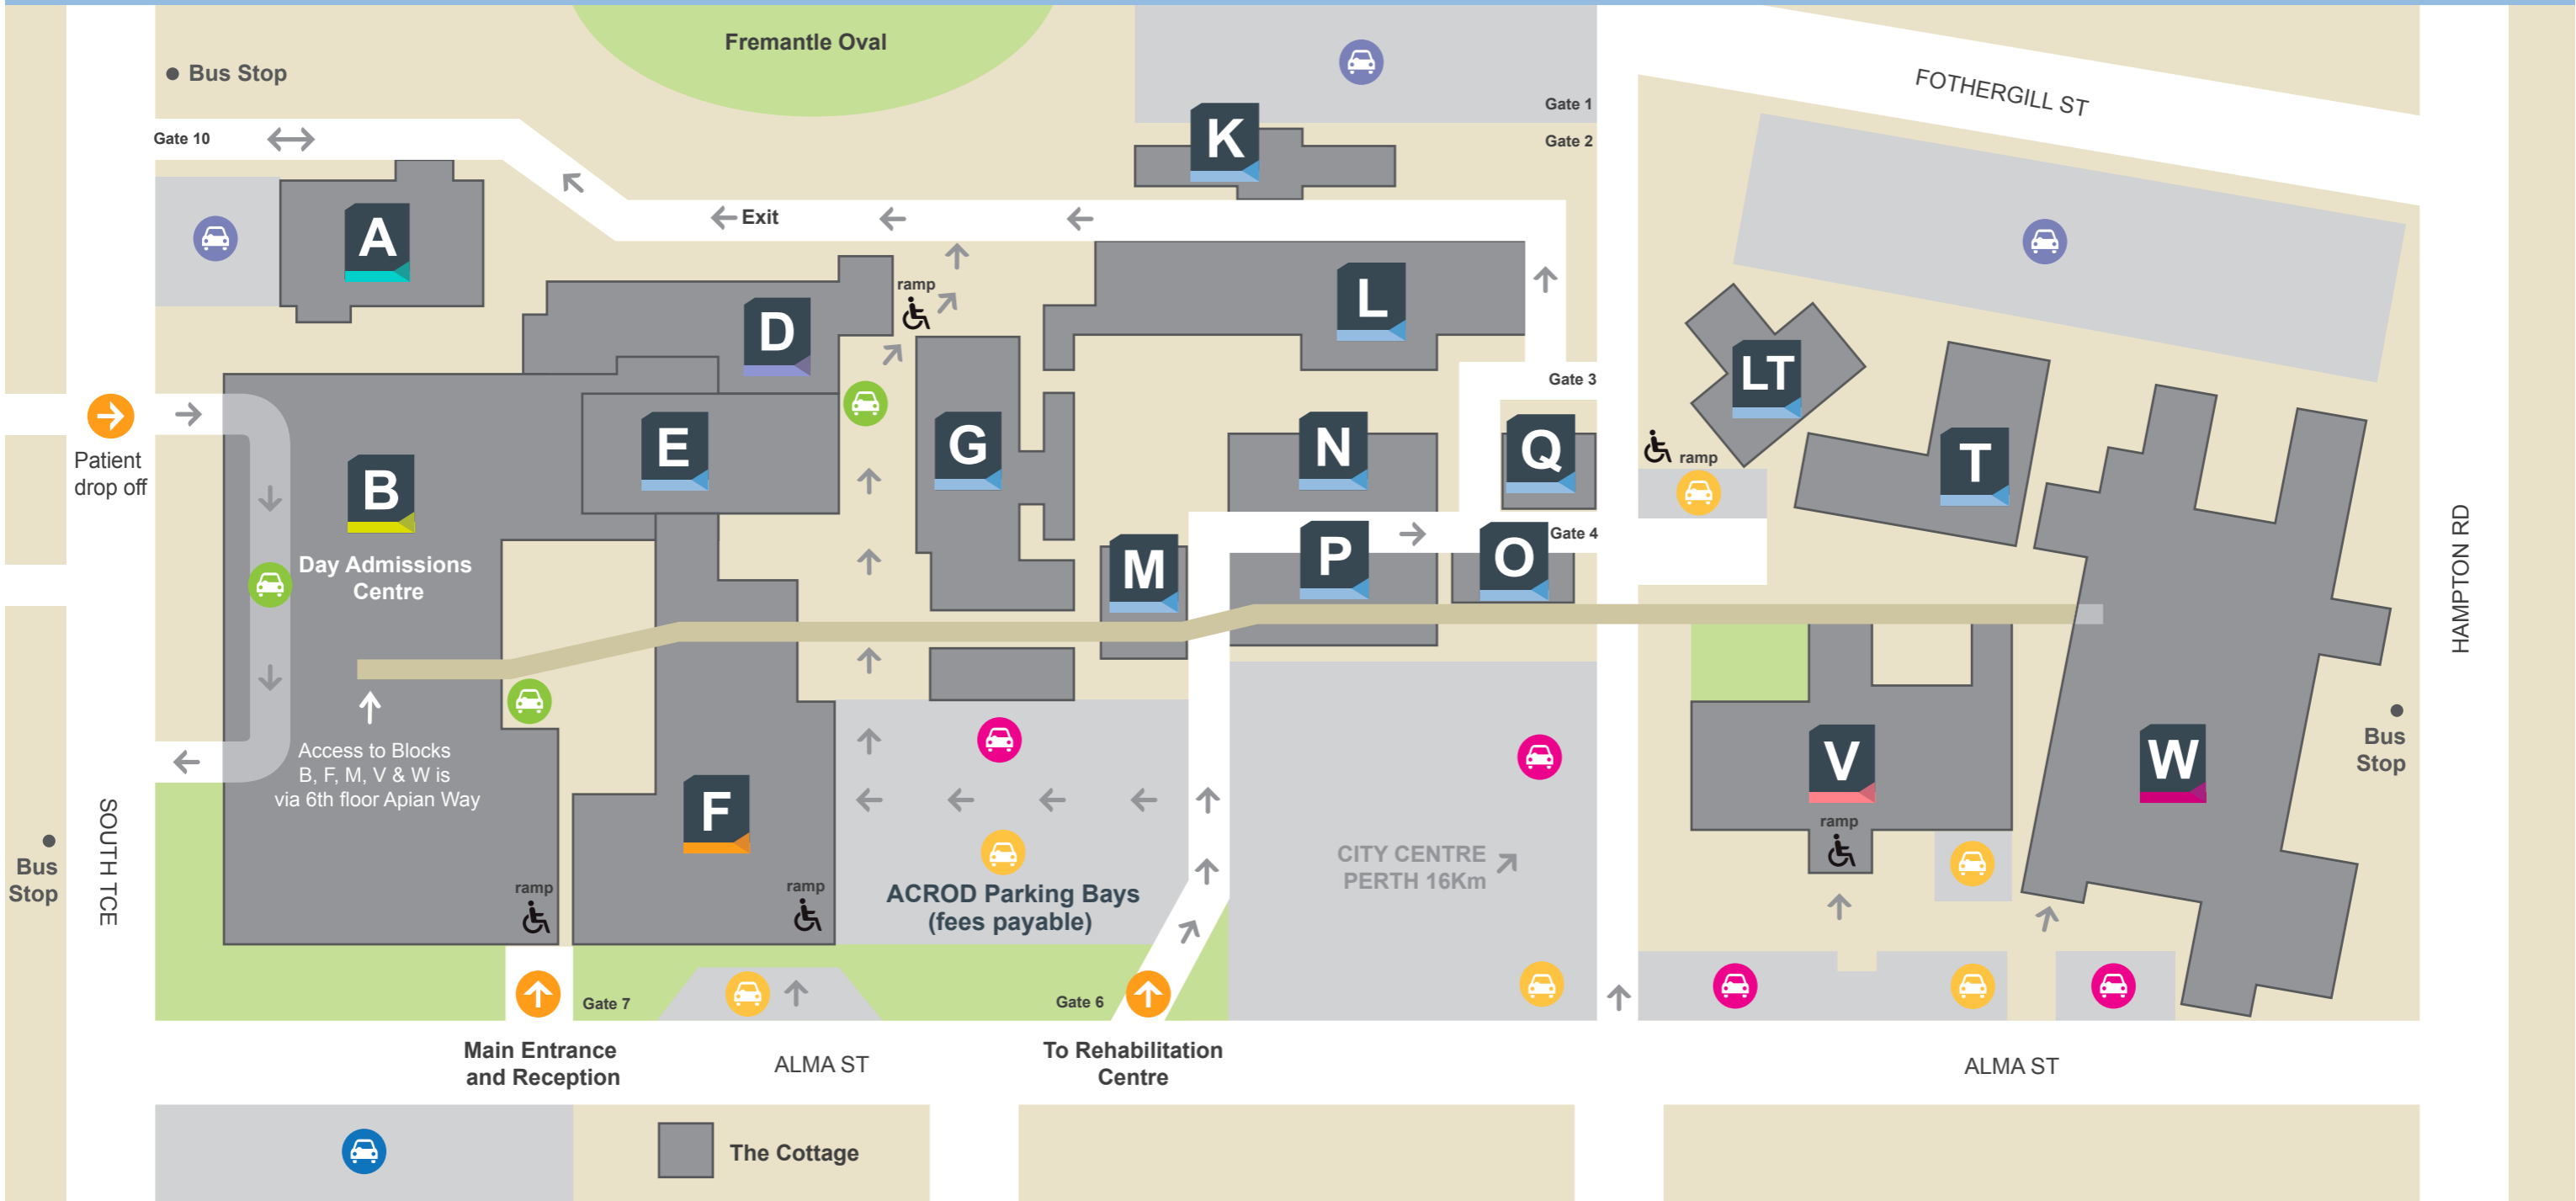 Fremantle Oval
Bus Stop
FOTHERGILL ST
Gate 1
Gate 2
Gate 10
K
Exit
A
ramp
D
L
LT
Gate 3
Patient
drop off
B
E
G
N
Q
ramp
T
Day Admissions
Centre
M
P
O
Gate 4
HAMPTON RD
Access to Blocks
B, F, M, V & W is
via 6th floor Apian Way
SOUTH TCE
Bus
Stop
F
V
W
Bus
Stop
ramp
CITY CENTRE
PERTH 16Km
ramp
ramp
ACROD Parking Bays
(fees payable)
Gate 7
Gate 6
Main Entrance
and Reception
ALMA ST
To Rehabilitation
Centre
ALMA ST
The Cottage